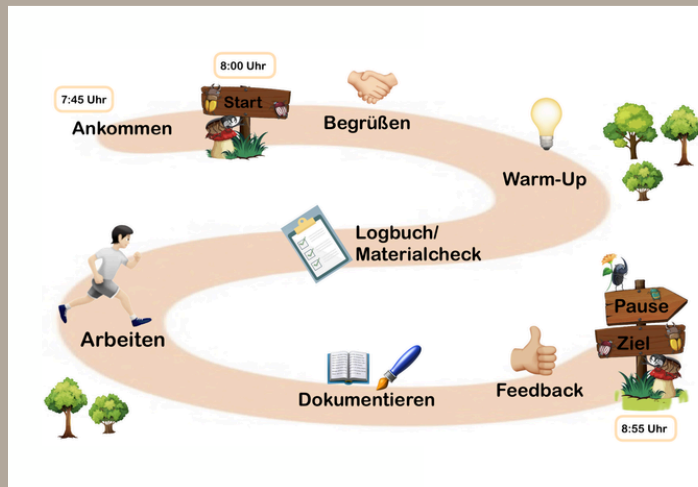 7:45 Uhr
Ankommen
8:00 Uhr
Start
Begrüßen
Warm-Up
Logbuch/
Materialcheck
Arbeiten
Dokumentieren
Feedback
Pause
Ziel
8:55 Uhr